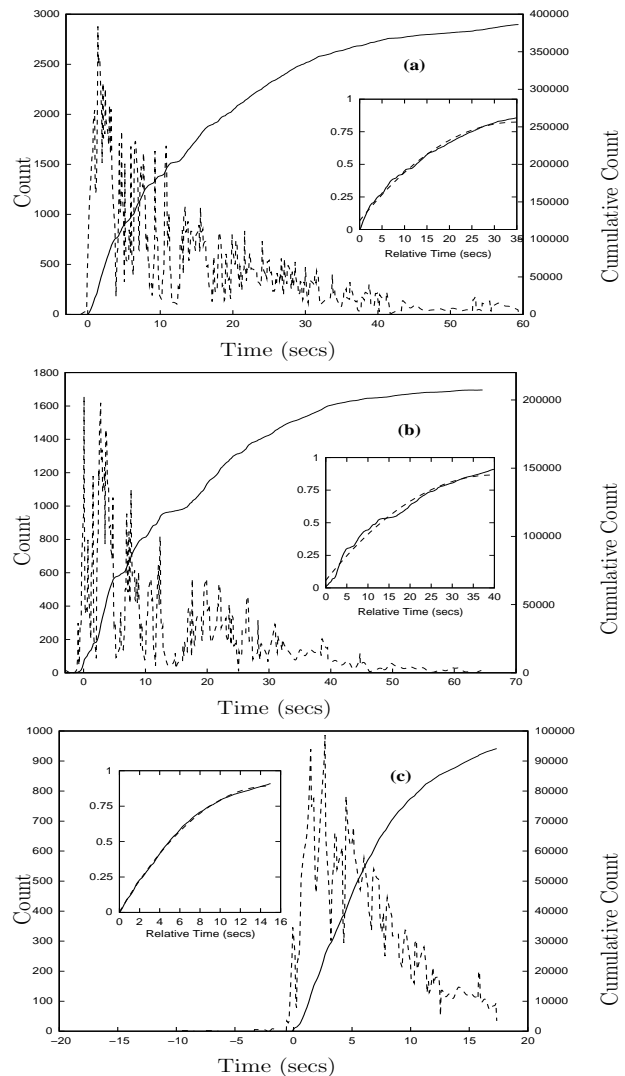 3000 400000
2500 350000
2000 300000
1500 250000
1000 200000
500 150000
0 100000
50000
0
(a)
1
0.75
0.5
0.25
0
0 5 10 15 20 25 30 35
Relative Time (secs)
0 10 20 30 40 50 60
Count
Cumulative Count
Time (secs)
1800
1600 200000
1400
1200 150000
1000
800 100000
600
400 50000
200
0 0
(b)
1
0.75
0.5
0.25
0
0 5 10 15 20 25 30 35 40
Relative Time (secs)
0 10 20 30 40 50 60 70
Count
Cumulative Count
Time (secs)
1000 100000
900 90000
800 80000
700 70000
600 60000
500 50000
400 40000
300 30000
200 20000
100 10000
0 0
(c)
1
0.75
0.5
0.25
0
0 2 4 6 8 10 12 14 16
Relative Time (secs)
−20 −15 −10 −5 0 5 10 15 20
Count
Cumulative Count
Time (secs)